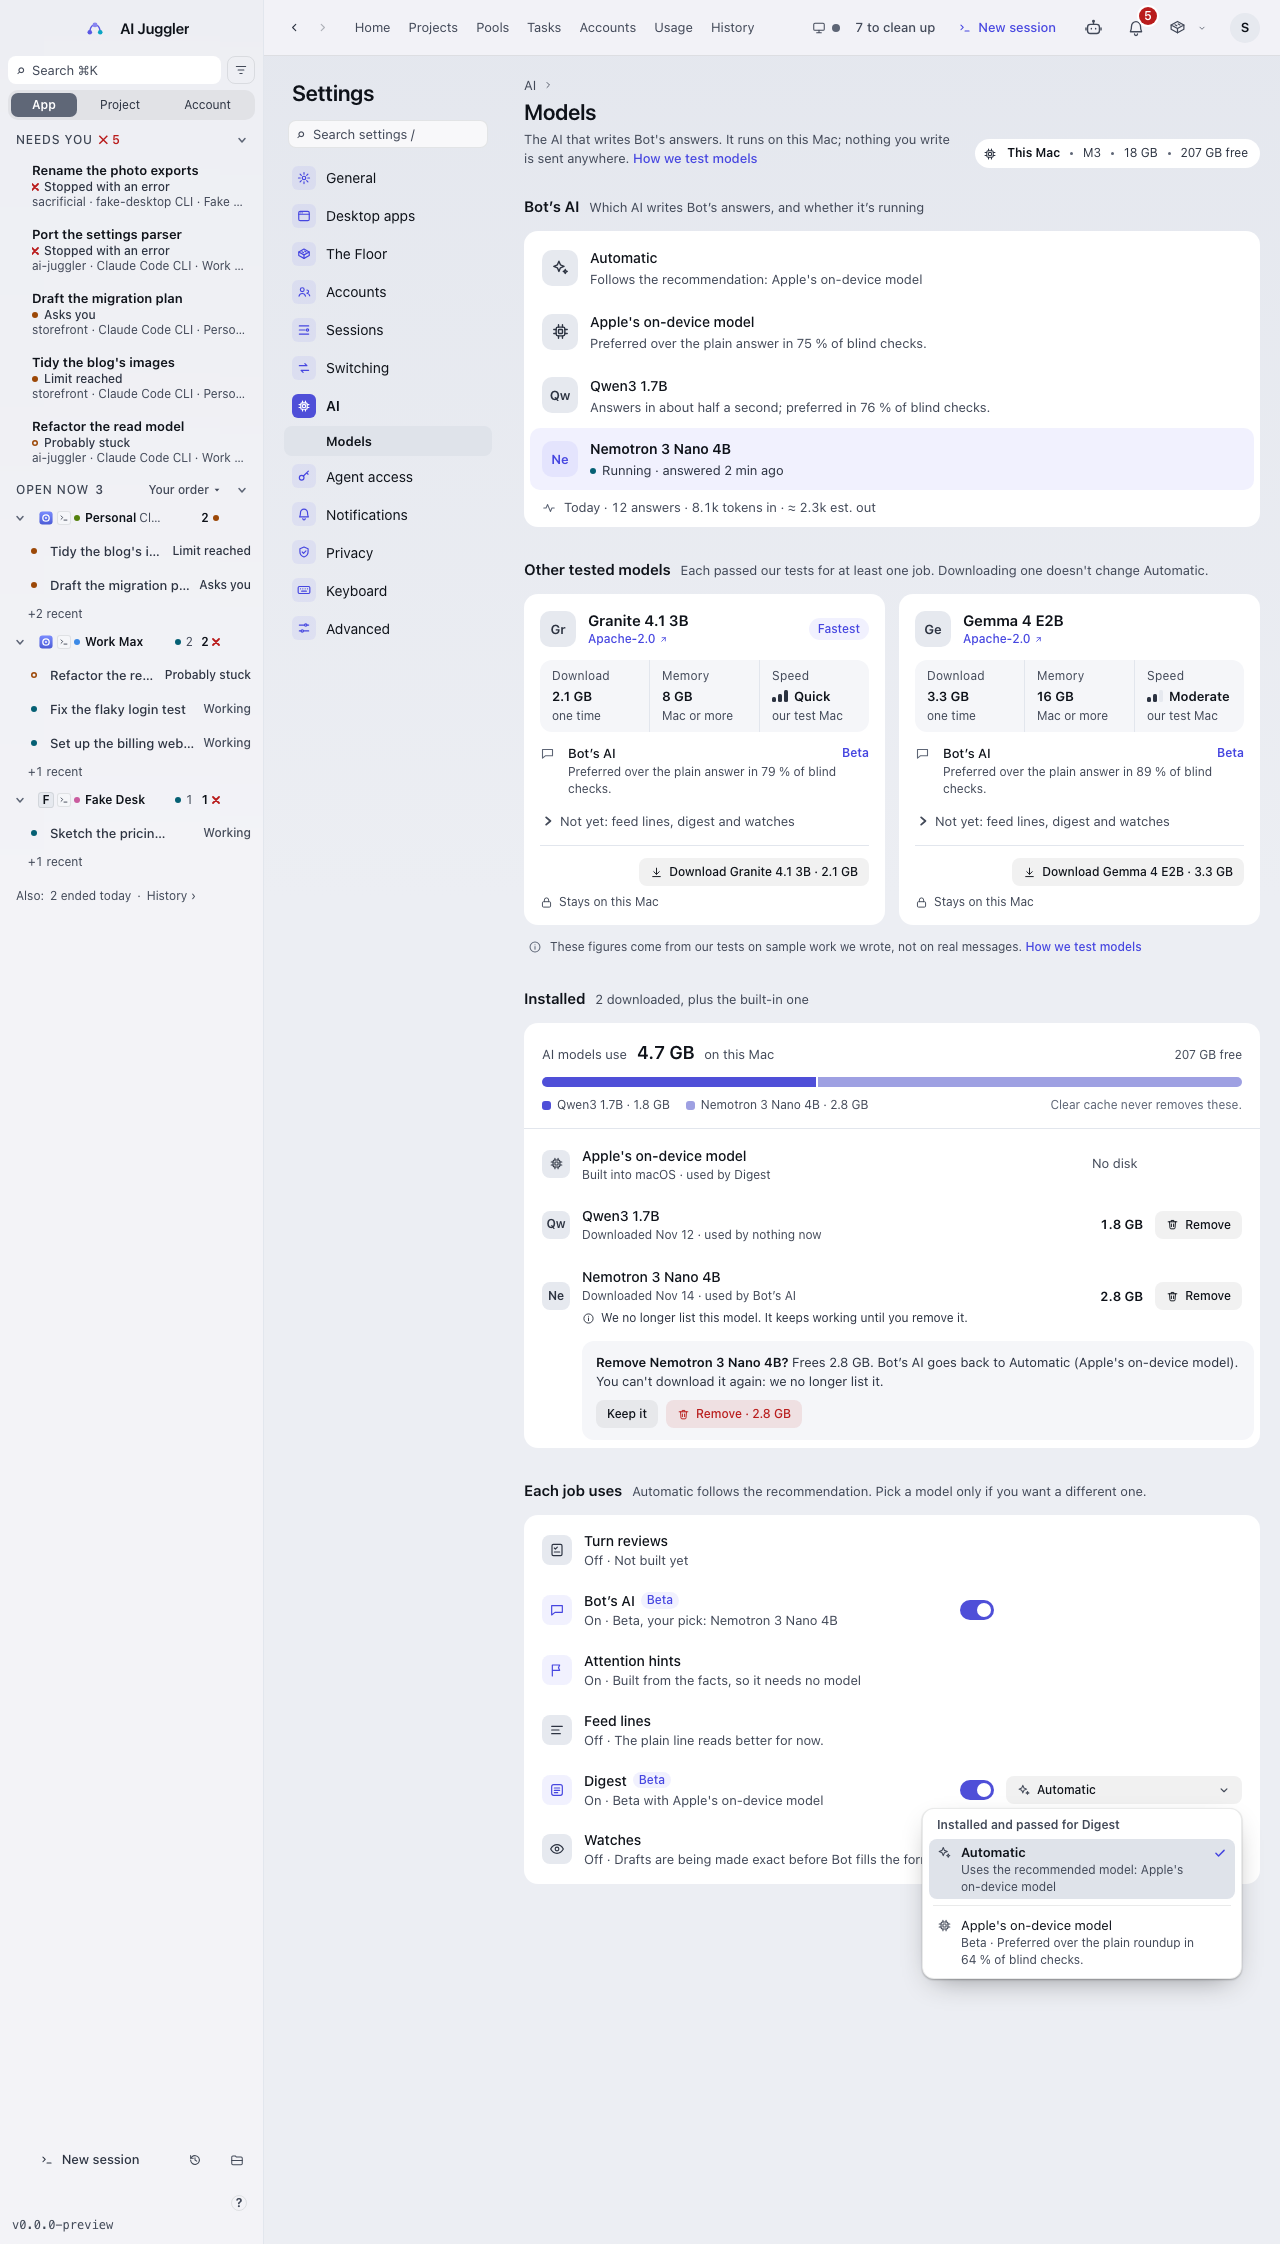 AI Juggler
Search ⌘K
App
Project
Account
NEEDS YOU 5
Rename the photo exports
Stopped with an error
sacrificial · fake-desktop CLI · Fake ...
Port the settings parser
Stopped with an error
ai-juggler · Claude Code CLI · Work ...
Draft the migration plan
Asks you
storefront · Claude Code CLI · Perso...
Tidy the blog's images
Limit reached
storefront · Claude Code CLI · Perso...
Refactor the read model
Probably stuck
ai-juggler · Claude Code CLI · Work ...
OPEN NOW 3
Your order
Personal Cl... 2
Tidy the blog's i... Limit reached
Draft the migration p... Asks you
+2 recent
Work Max 2 2
Refactor the re... Probably stuck
Fix the flaky login test Working
Set up the billing web... Working
+1 recent
F Fake Desk 1 1
Sketch the pricin... Working
+1 recent
Also: 2 ended today · History ›
New session
?
v0.0.0-preview
Home
Projects
Pools
Tasks
Accounts
Usage
History
7 to clean up
New session
5
S
Settings
Search settings /
General
Desktop apps
The Floor
Accounts
Sessions
Switching
AI
Models
Agent access
Notifications
Privacy
Keyboard
Advanced
AI ›
Models
The AI that writes Bot's answers. It runs on this Mac; nothing you write
is sent anywhere. How we test models
This Mac • M3 • 18 GB • 207 GB free
Bot's AI Which AI writes Bot's answers, and whether it's running
Automatic
Follows the recommendation: Apple's on-device model
Apple's on-device model
Preferred over the plain answer in 75 % of blind checks.
Qw
Qwen3 1.7B
Answers in about half a second; preferred in 76 % of blind checks.
Ne
Nemotron 3 Nano 4B
Running · answered 2 min ago
Today · 12 answers · 8.1k tokens in · ≈ 2.3k est. out
Other tested models Each passed our tests for at least one job. Downloading one doesn't change Automatic.
Gr
Granite 4.1 3B
Apache-2.0 ↗
Fastest
Download
2.1 GB
one time
Memory
8 GB
Mac or more
Speed
Quick
our test Mac
Bot's AI
Beta
Preferred over the plain answer in 79 % of blind
checks.
Not yet: feed lines, digest and watches
Download Granite 4.1 3B · 2.1 GB
Stays on this Mac
Ge
Gemma 4 E2B
Apache-2.0 ↗
Download
3.3 GB
one time
Memory
16 GB
Mac or more
Speed
Moderate
our test Mac
Bot's AI
Beta
Preferred over the plain answer in 89 % of blind
checks.
Not yet: feed lines, digest and watches
Download Gemma 4 E2B · 3.3 GB
Stays on this Mac
These figures come from our tests on sample work we wrote, not on real messages. How we test models
Installed 2 downloaded, plus the built-in one
AI models use 4.7 GB on this Mac
207 GB free
Qwen3 1.7B · 1.8 GB
Nemotron 3 Nano 4B · 2.8 GB
Clear cache never removes these.
Apple's on-device model
Built into macOS · used by Digest
No disk
Qw
Qwen3 1.7B
Downloaded Nov 12 · used by nothing now
1.8 GB
Remove
Ne
Nemotron 3 Nano 4B
Downloaded Nov 14 · used by Bot's AI
We no longer list this model. It keeps working until you remove it.
2.8 GB
Remove
Remove Nemotron 3 Nano 4B? Frees 2.8 GB. Bot's AI goes back to Automatic (Apple's on-device model).
You can't download it again: we no longer list it.
Keep it
Remove · 2.8 GB
Each job uses Automatic follows the recommendation. Pick a model only if you want a different one.
Turn reviews
Off · Not built yet
Bot's AI Beta
On · Beta, your pick: Nemotron 3 Nano 4B
Attention hints
On · Built from the facts, so it needs no model
Feed lines
Off · The plain line reads better for now.
Digest Beta
On · Beta with Apple's on-device model
Automatic
Watches
Off · Drafts are being made exact before Bot fills the for
Installed and passed for Digest
Automatic
Uses the recommended model: Apple's
on-device model
Apple's on-device model
Beta · Preferred over the plain roundup in
64 % of blind checks.